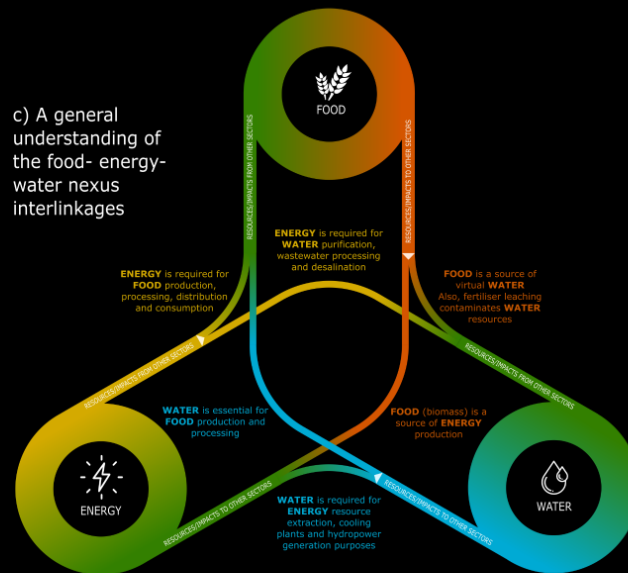 c) A general
understanding of
the food- energy-
water nexus
interlinkages
FOOD
RESOURCES/IMPACTS FROM OTHER SECTORS
RESOURCES/IMPACTS TO OTHER SECTORS
ENERGY is required for
WATER purification,
wastewater processing
and desalination
ENERGY is required for
FOOD production,
processing, distribution
and consumption
FOOD is a source of
virtual WATER
Also, fertiliser leaching
contaminates WATER
resources
RESOURCES/IMPACTS FROM OTHER SECTORS
RESOURCES/IMPACTS FROM OTHER SECTORS
WATER is essential for
FOOD production and
processing
FOOD (biomass) is a
source of ENERGY
production
ENERGY
WATER
RESOURCES/IMPACTS TO OTHER SECTORS
RESOURCES/IMPACTS TO OTHER SECTORS
WATER is required for
ENERGY resource
extraction, cooling
plants and hydropower
generation purposes